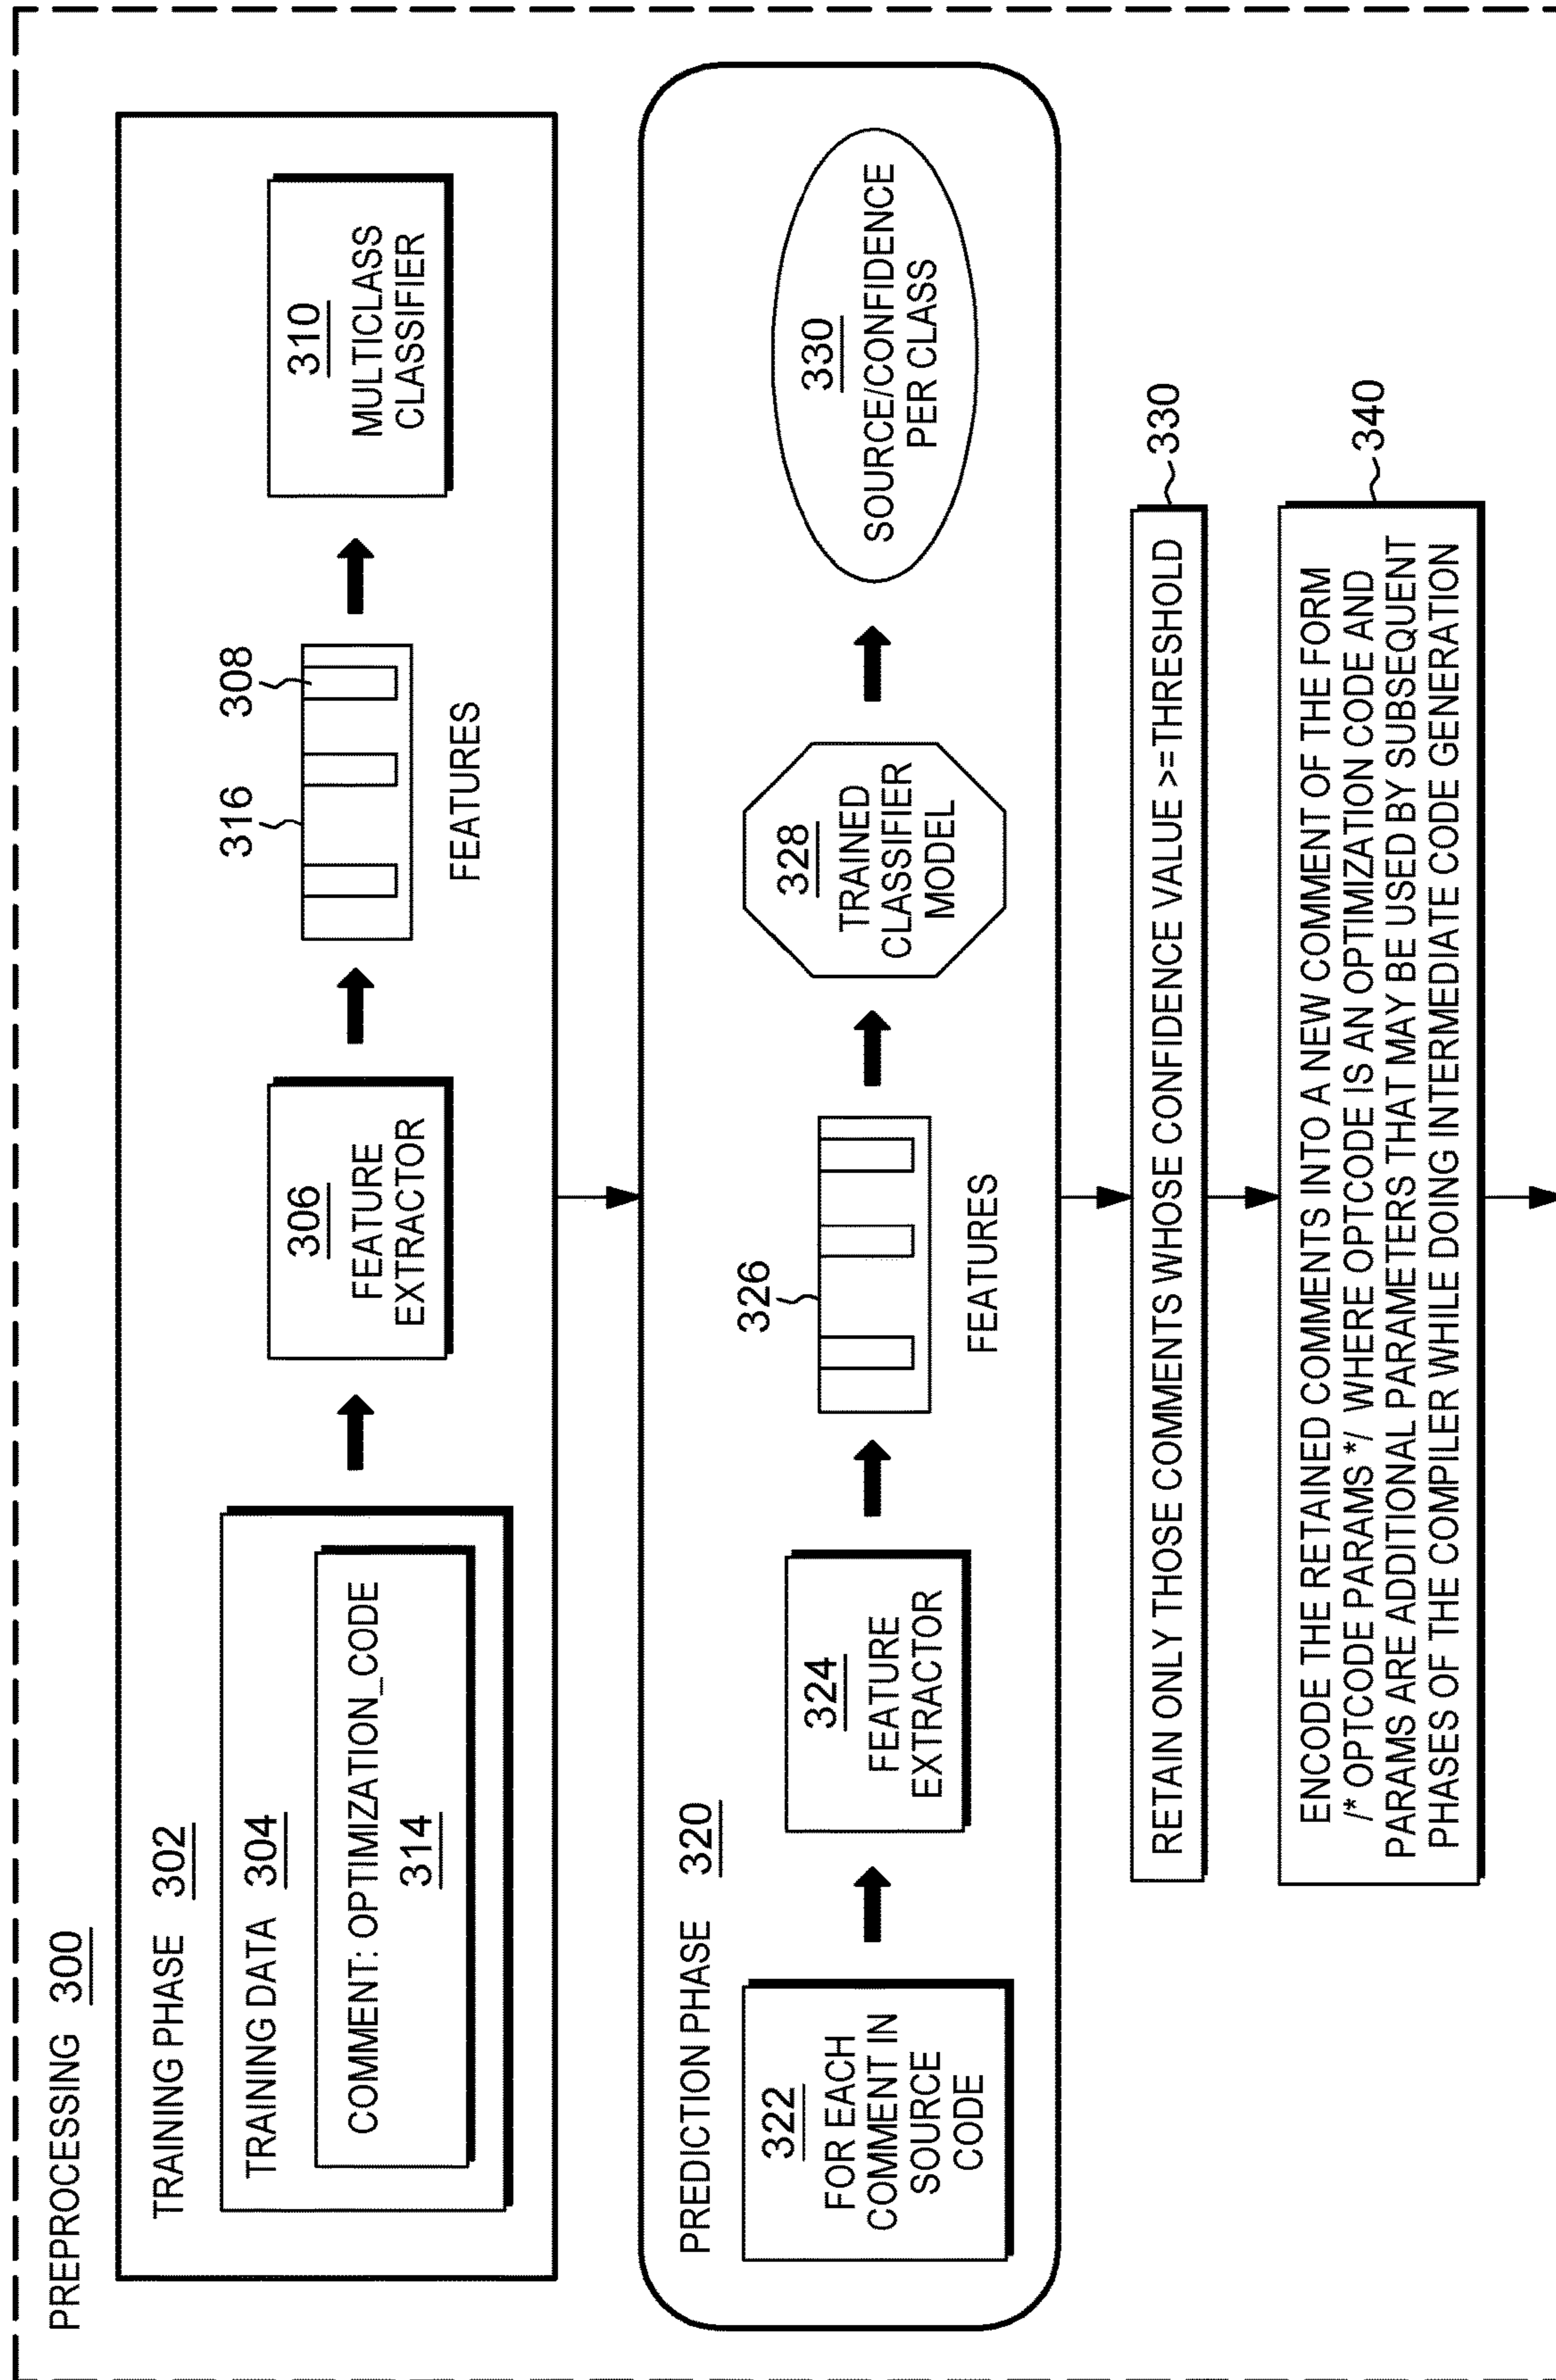 PREPROCESSING 300
TRAINING PHASE 302
TRAINING DATA 304
COMMENT: OPTIMIZATION_CODE
314
306
FEATURE
EXTRACTOR
316
308
FEATURES
310
MULTICLASS
CLASSIFIER
PREDICTION PHASE 320
322
FOR EACH
COMMENT IN
SOURCE
CODE
324
FEATURE
EXTRACTOR
326
FEATURES
328
TRAINED
CLASSIFIER
MODEL
330
SOURCE/CONFIDENCE
PER CLASS
RETAIN ONLY THOSE COMMENTS WHOSE CONFIDENCE VALUE >=THRESHOLD
330
ENCODE THE RETAINED COMMENTS INTO A NEW COMMENT OF THE FORM
/* OPTCODE PARAMS */ WHERE OPTCODE IS AN OPTIMIZATION CODE AND
PARAMS ARE ADDITIONAL PARAMETERS THAT MAY BE USED BY SUBSEQUENT
PHASES OF THE COMPILER WHILE DOING INTERMEDIATE CODE GENERATION
340